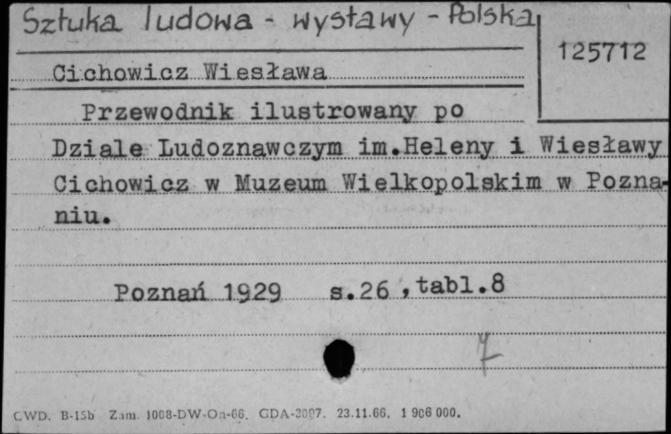 Sztuka ludowa - wystawy - Polska
125712
Cichowicz Wiesława
Przewodnik ilustrowany po
Dziale Ludoznawczym im.Heleny i Wiesławy
Cichowicz w Muzeum Wielkopolskim w Pozna-
niu.
Poznań 1929 s.26, tabl.8
7
CWD. B-15b Zam. 1008-DW-On-66. GDA-2097. 23.11.66. 1 906 000.